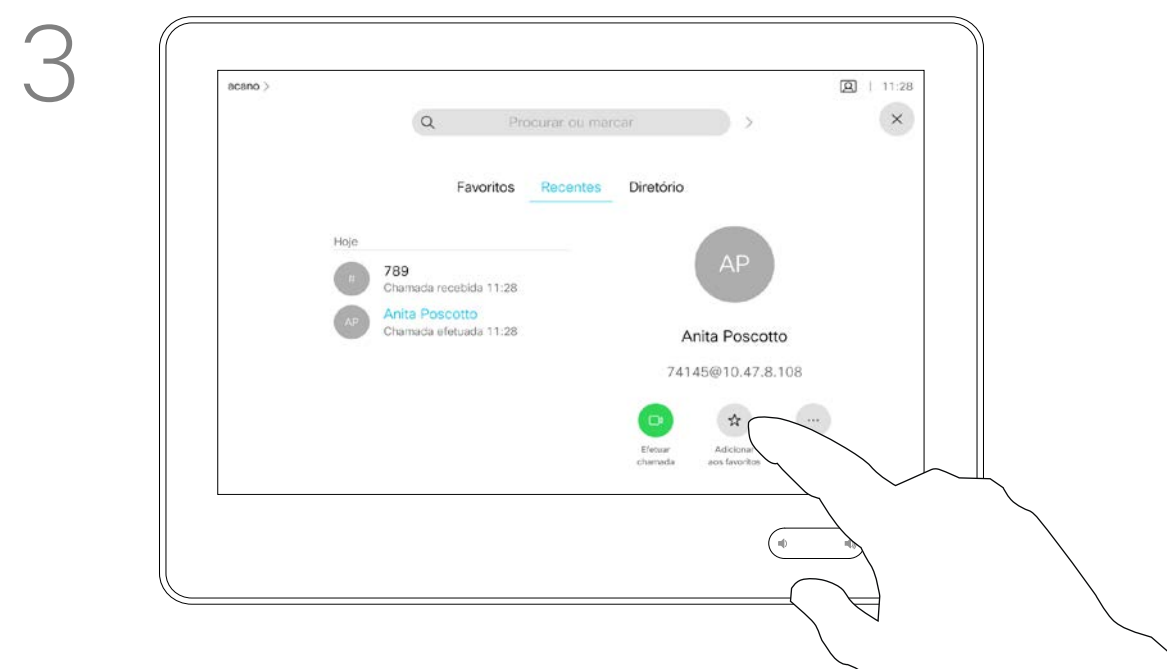 3
acano >
11:28
Procurar ou marcar
Favoritos Recentes Diretório
Hoje
#
789
Chamada recebida 11:28
AP
Anita Poscotto
Chamada efetuada 11:28
AP
Anita Poscotto
74145@10.47.8.108
Efetuar
chamada
Adicionar
aos favoritos